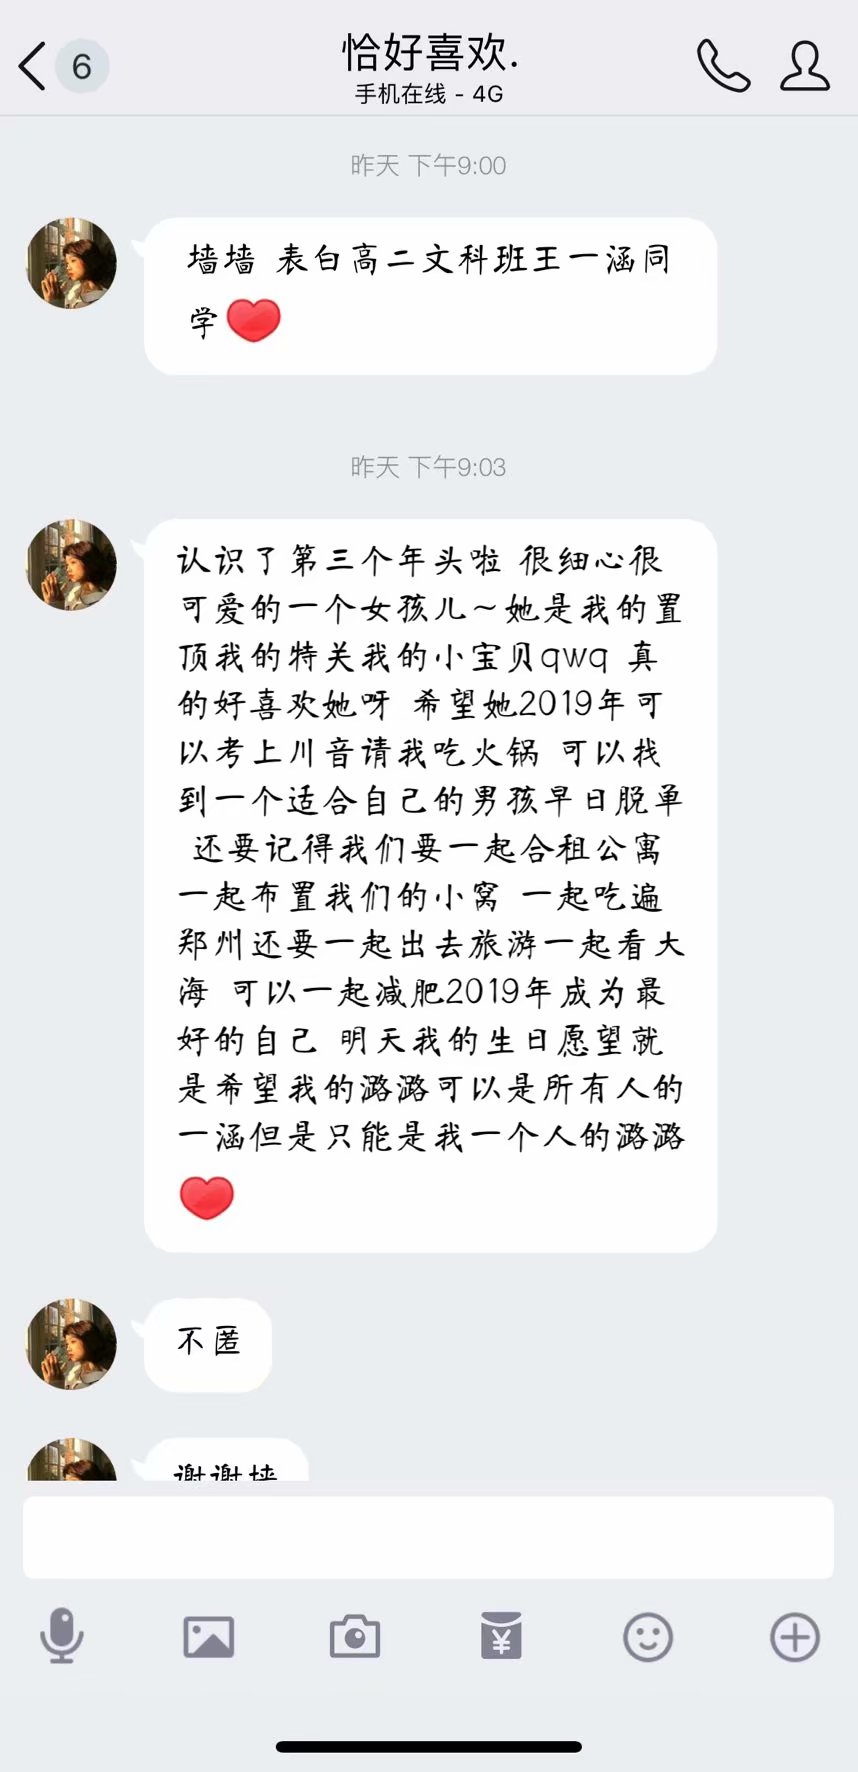 6
恰好喜欢.
手机在线 - 4G
昨天 下午9:00
墙墙 表白高二文科班王一涵同
学
昨天 下午9:03
认识了第三个年头啦 很细心很
可爱的一个女孩儿～她是我的置
顶我的特关我的小宝贝qwq 真
的好喜欢她呀 希望她2019年可
以考上川音请我吃火锅 可以找
到一个适合自己的男孩早日脱单
还要记得我们要一起合租公寓
一起布置我们的小窝 一起吃遍
郑州还要一起出去旅游一起看大
海 可以一起减肥2019年成为最
好的自己 明天我的生日愿望就
是希望我的潞潞可以是所有人的
一涵但是只能是我一个人的潞潞
不匿
谢谢墙